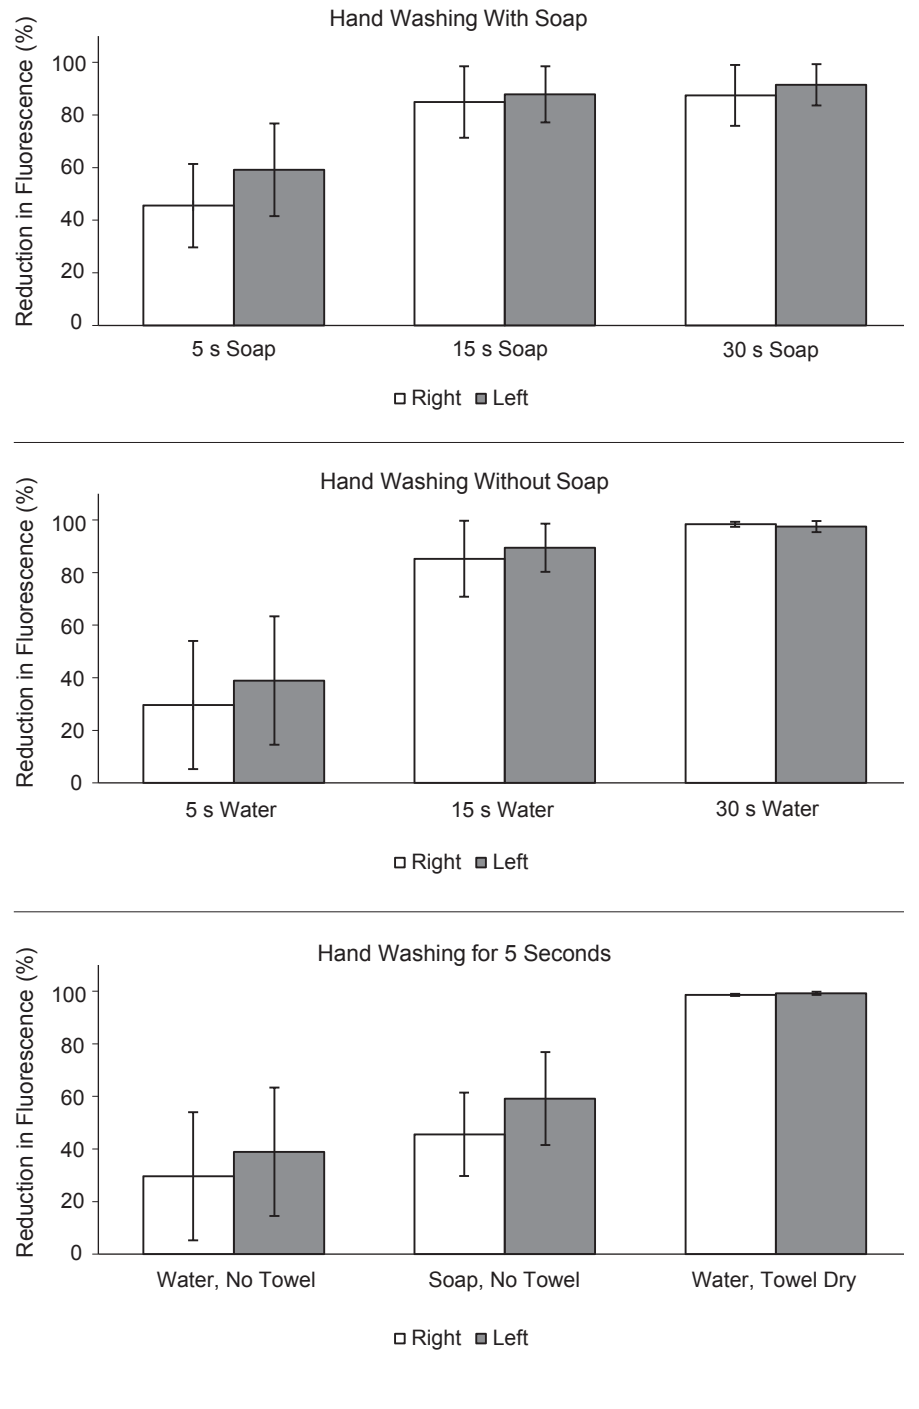 Hand Washing With Soap
Reduction in Fluorescence (%)
100
80
60
40
20
0
5 s Soap 15 s Soap 30 s Soap
Right Left
Hand Washing Without Soap
Reduction in Fluorescence (%)
100
80
60
40
20
0
5 s Water 15 s Water 30 s Water
Right Left
Hand Washing for 5 Seconds
Reduction in Fluorescence (%)
100
80
60
40
20
0
Water, No Towel Soap, No Towel Water, Towel Dry
Right Left